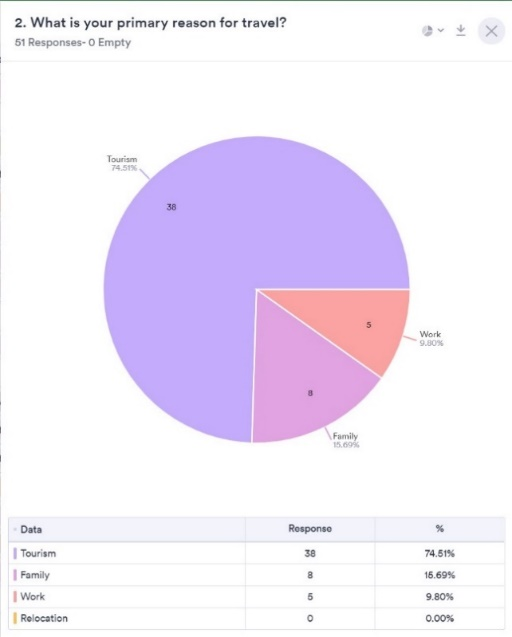 2. What is your primary reason for travel?
51 Responses- 0 Empty
Tourism
74.51%
38
5
Work
9.80%
8
Family
15.69%
Data Response %
Tourism 38 74.51%
Family 8 15.69%
Work 5 9.80%
Relocation 0 0.00%